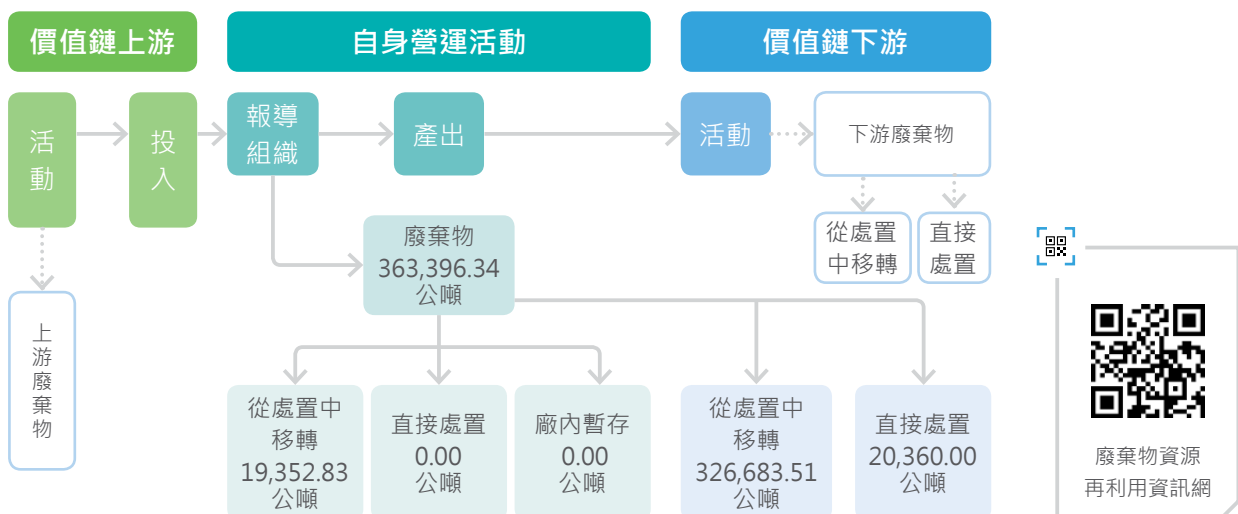 價值鏈上游
自身營運活動
價值鏈下游
活動
投入
報導
組織
產出
活動
下游廢棄物
從處置
中移轉
直接
處置
廢棄物
363,396.34
公噸
上游廢棄物
從處置中
移轉
19,352.83
公噸
直接處置
0.00
公噸
廠內暫存
0.00
公噸
從處置中
移轉
326,683.51
公噸
直接處置
20,360.00
公噸
廢棄物資源
再利用資訊網